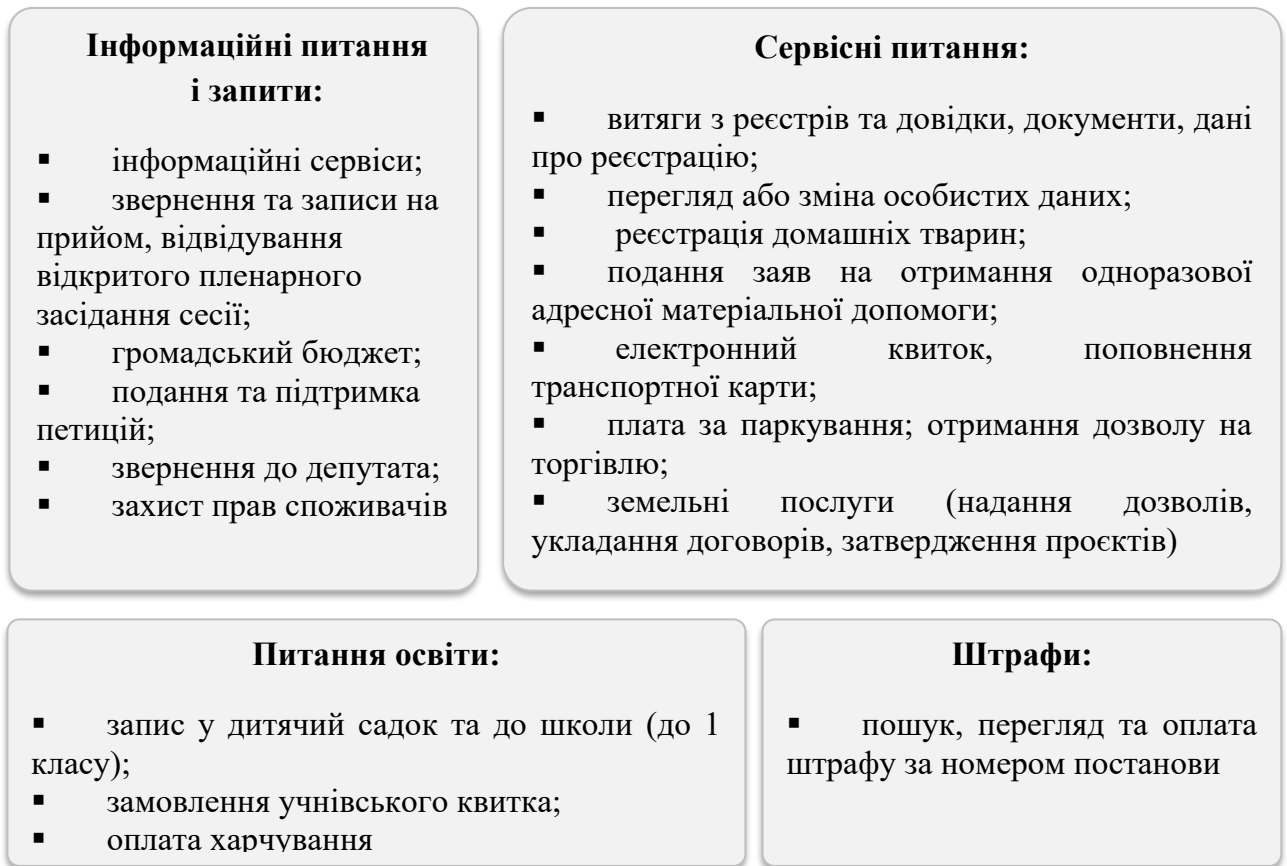 Інформаційні питання
і запити:
▪ інформаційні сервіси;
▪ звернення та записи на
прийом, відвідування
відкритого пленарного
засідання сесії;
▪ громадський бюджет;
▪ подання та підтримка
петицій;
▪ звернення до депутата;
▪ захист прав споживачів
Сервісні питання:
▪ витяги з реєстрів та довідки, документи, дані
про реєстрацію;
▪ перегляд або зміна особистих даних;
▪ реєстрація домашніх тварин;
▪ подання заяв на отримання одноразової
адресної матеріальної допомоги;
▪ електронний квиток, поповнення
транспортної карти;
▪ плата за паркування; отримання дозволу на
торгівлю;
▪ земельні послуги (надання дозволів,
укладання договорів, затвердження проєктів)
Питання освіти:
▪ запис у дитячий садок та до школи (до 1
класу);
▪ замовлення учнівського квитка;
▪ оплата харчування
Штрафи:
▪ пошук, перегляд та оплата
штрафу за номером постанови